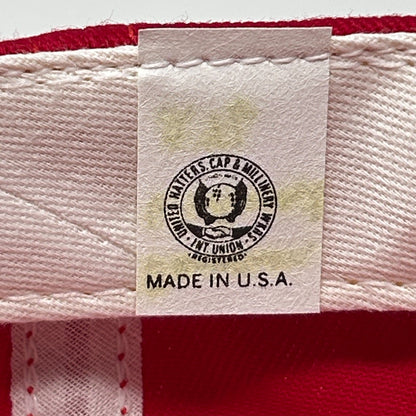 UNITED HATTERS, CAP & MILLINERY WKRS.
INT. UNION
REGISTERED
MADE IN U.S.A.